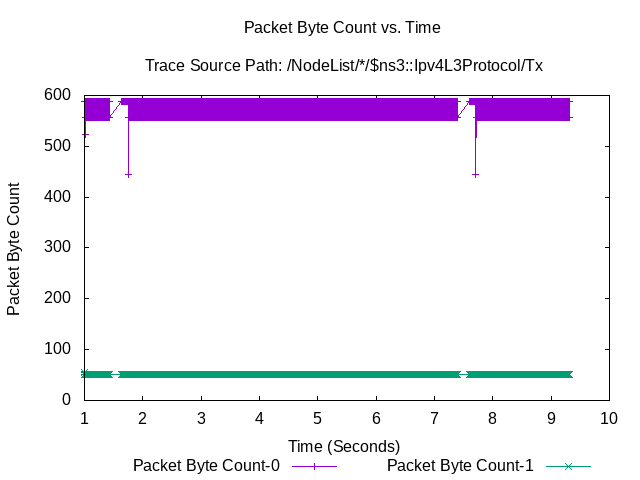 Packet Byte Count vs. Time
Trace Source Path: /NodeList/*/$ns3::Ipv4L3Protocol/Tx
600
500
400
300
200
100
0
Packet Byte Count
1 2 3 4 5 6 7 8 9 10
Time (Seconds)
Packet Byte Count-0 Packet Byte Count-1